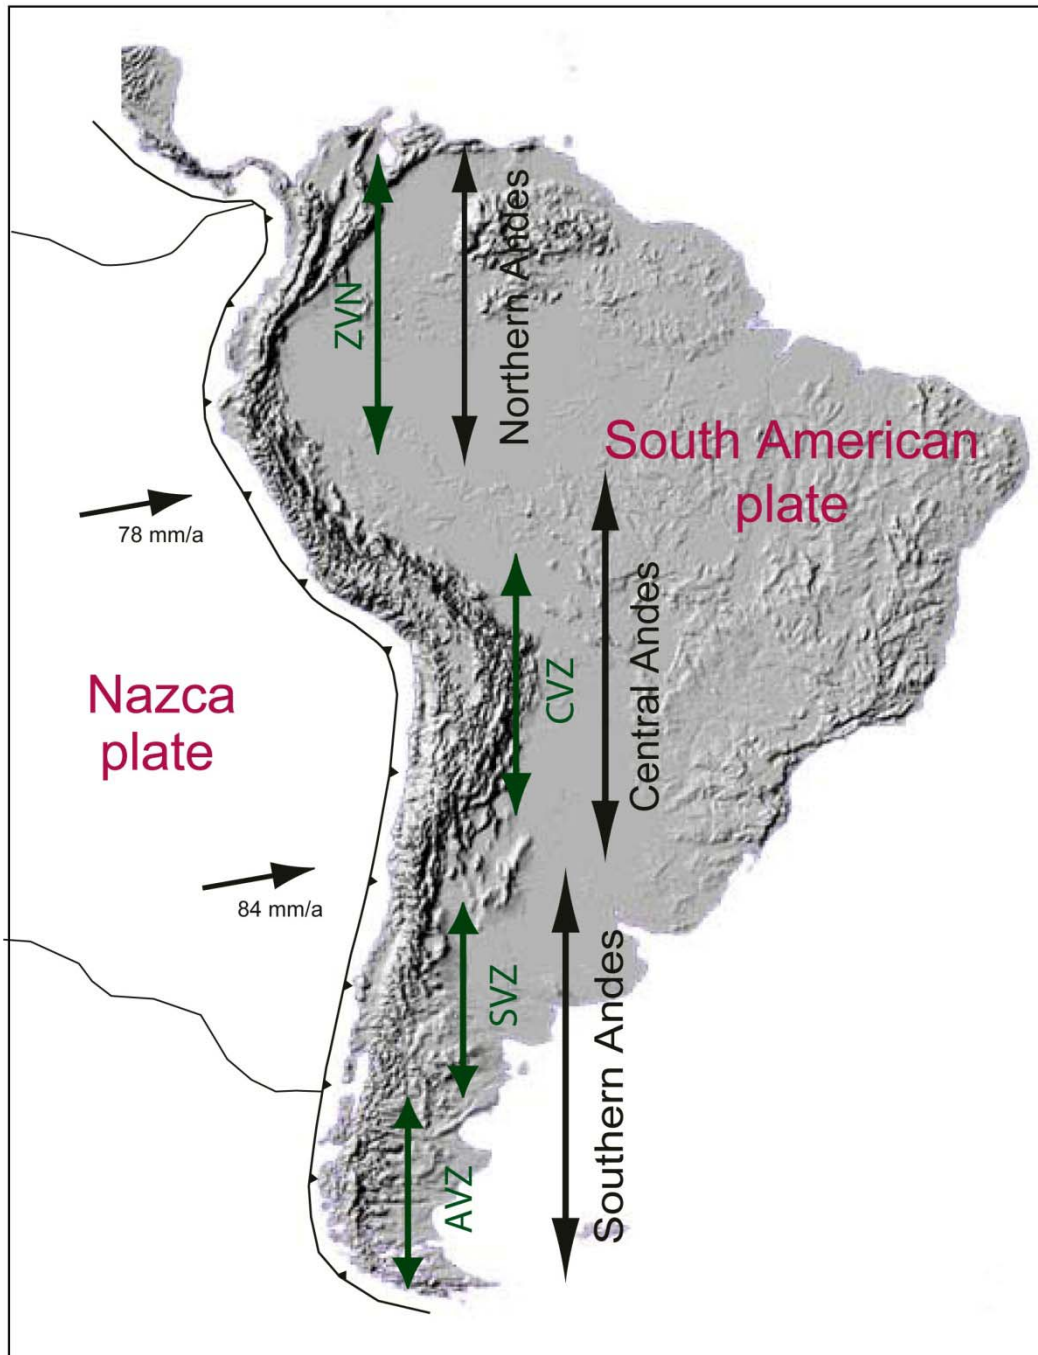 ZVN
Northern Andes
South American
plate
78 mm/a
CVZ
Central Andes
Nazca
plate
84 mm/a
SVZ
Southern Andes
AVZ